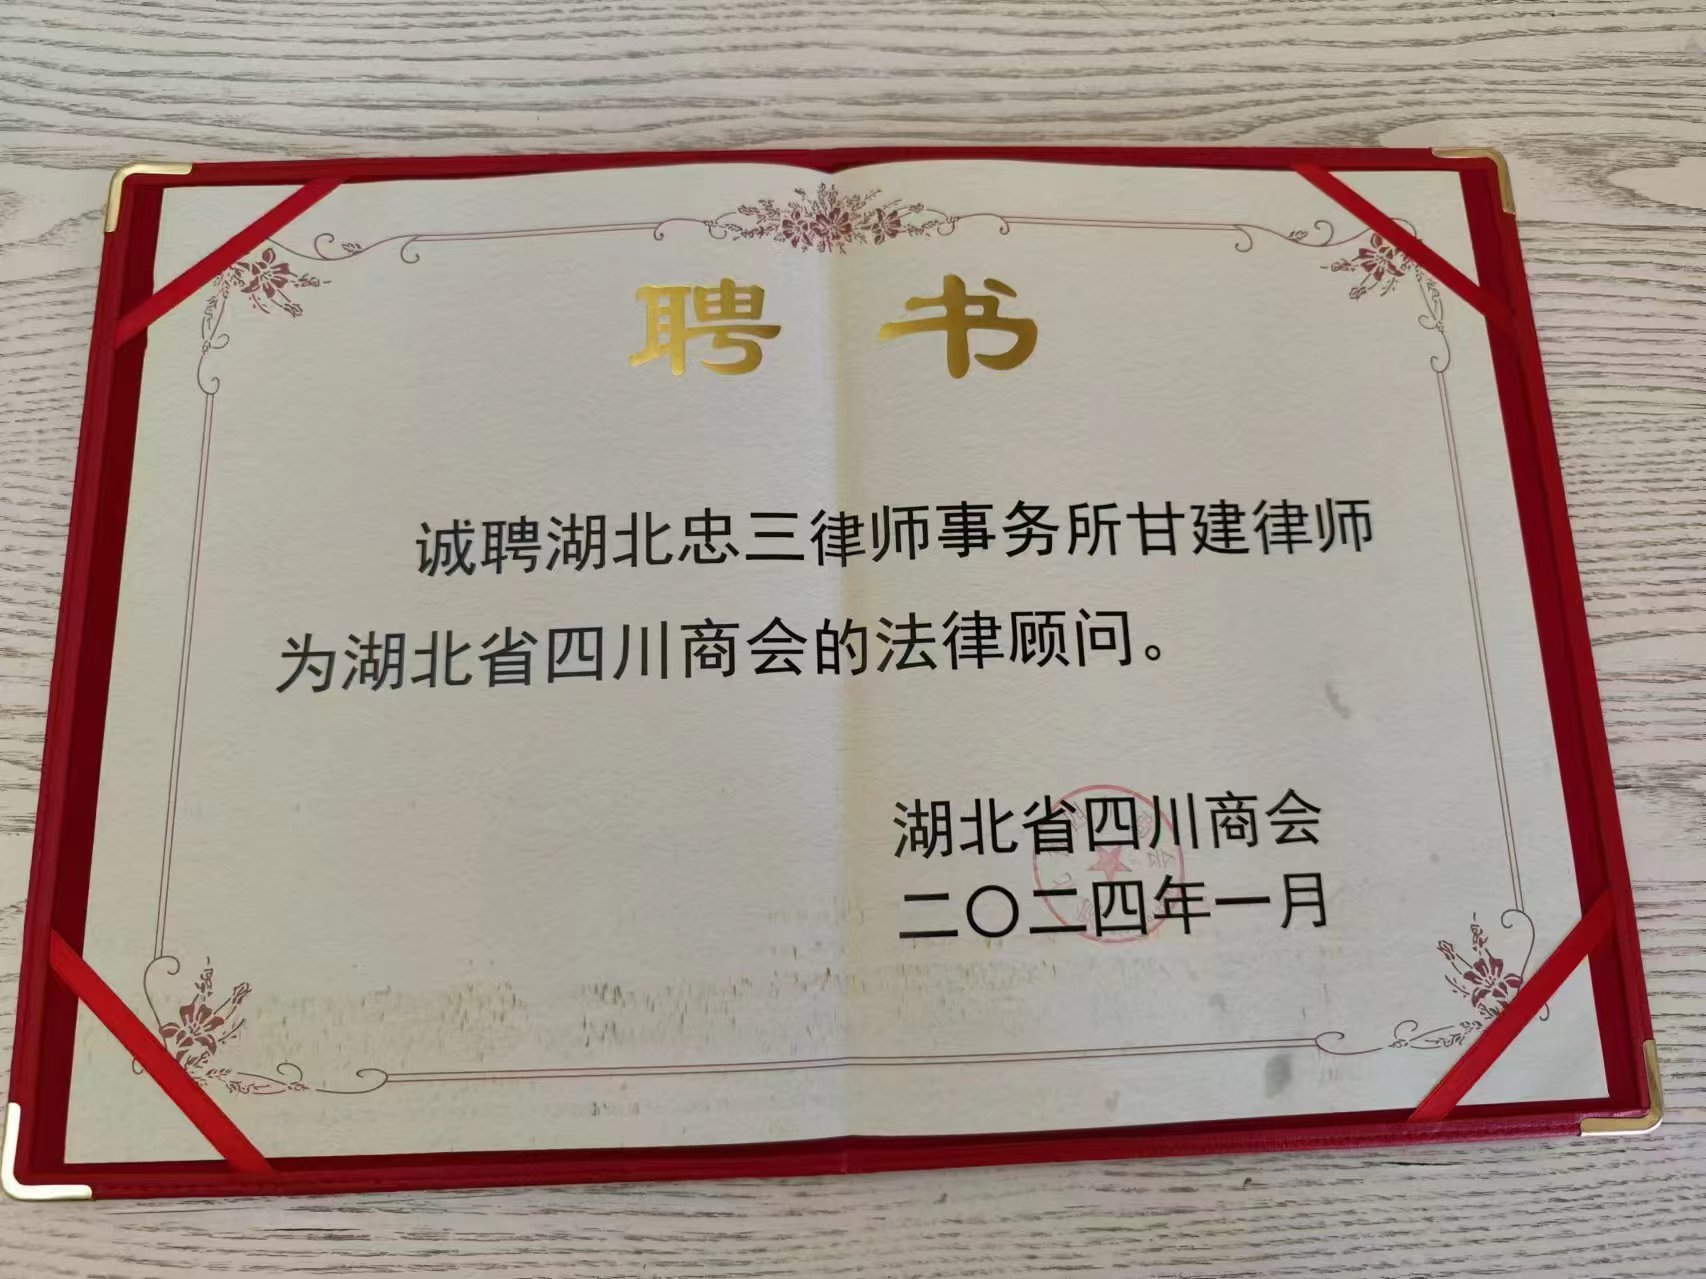 聘书
诚聘湖北忠三律师事务所甘建律师
为湖北省四川商会的法律顾问。
湖北省四川商会
二〇二四年一月